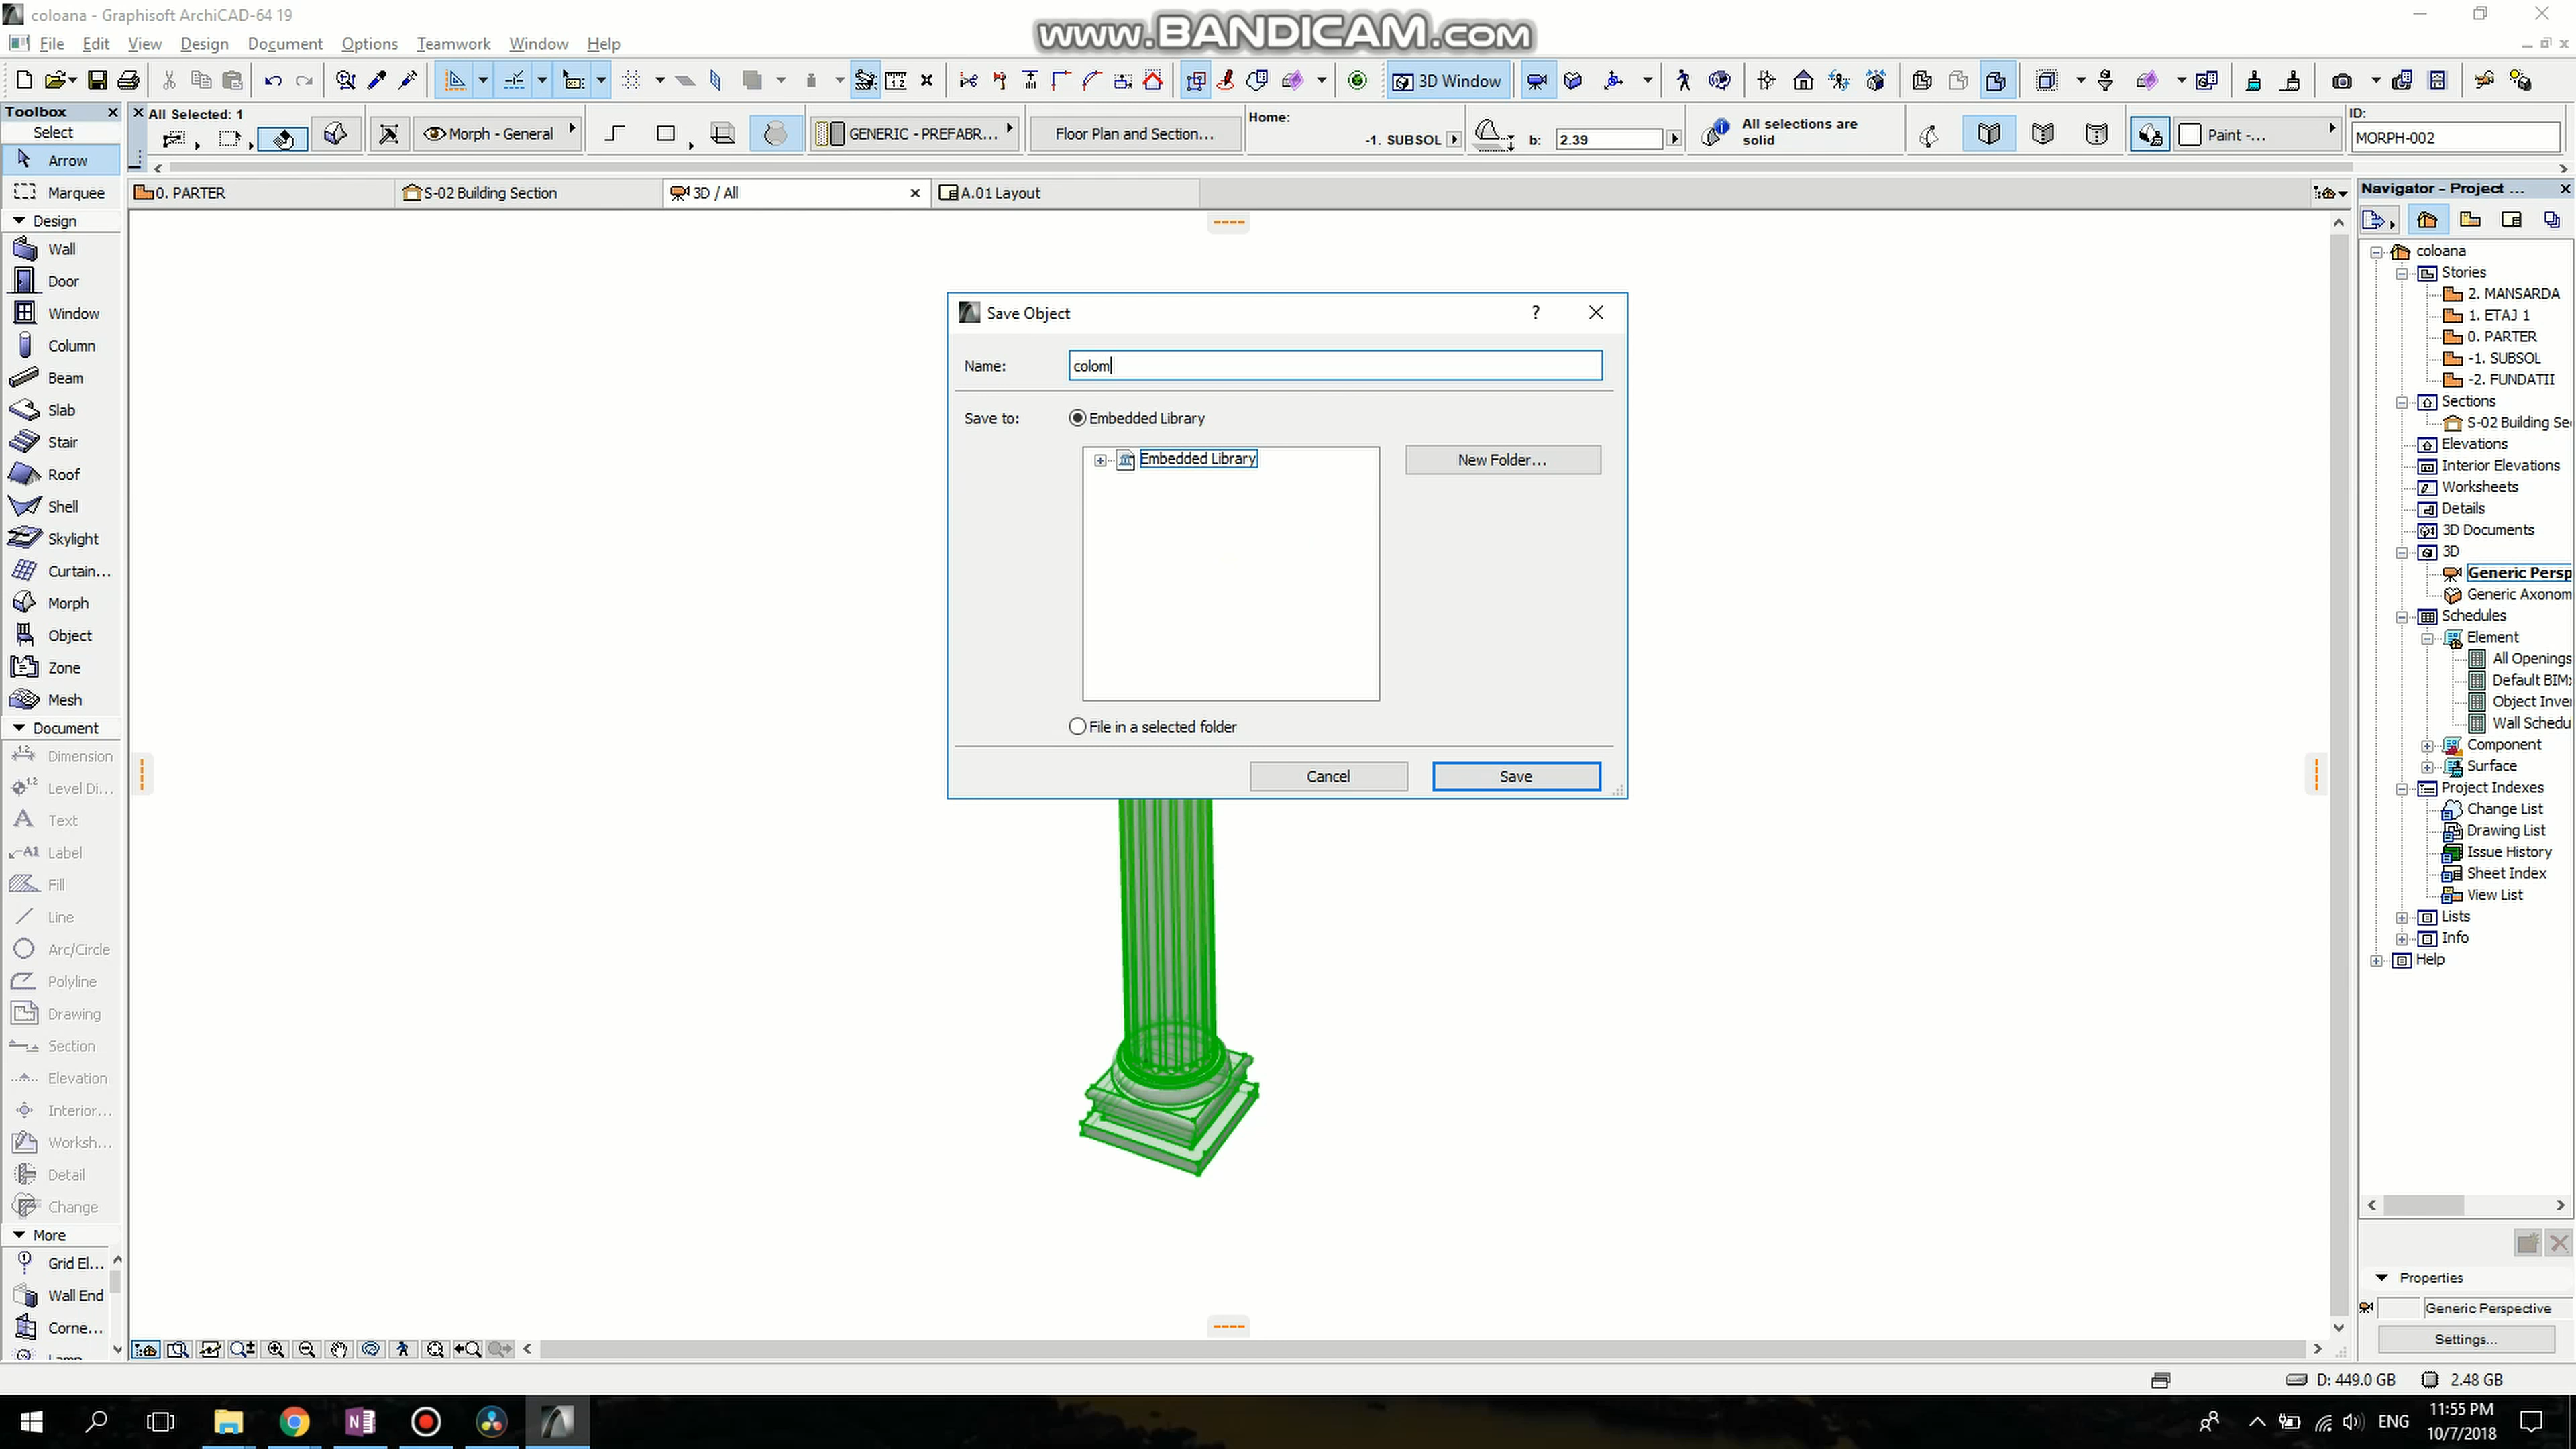 coloana - Graphisoft ArchiCAD-64 19
www.BANDICAM.com
File Edit View Design Document Options Teamwork Window Help
3D Window
Toolbox
Select
Arrow
Marquee
Design
Wall
Door
Window
Column
Beam
Slab
Stair
Roof
Shell
Skylight
Curtain...
Morph
Object
Zone
Mesh
Document
Dimension
Level Di...
Text
Label
Fill
Line
Arc/Circle
Polyline
Drawing
Section
Elevation
Interior...
Worksh...
Detail
Change
More
Grid El...
Wall End
Corne...
All Selected: 1
Morph - General
GENERIC - PREFABR...
Floor Plan and Section...
Home:
-1. SUBSOL
b: 2.39
All selections are
solid
Paint -...
ID:
MORPH-002
0. PARTER
S-02 Building Section
3D / All
A.01 Layout
Save Object
Name: colom
Save to: Embedded Library
Embedded Library
New Folder...
File in a selected folder
Cancel Save
Navigator - Project ...
coloana
Stories
2. MANSARDA
1. ETAJ 1
0. PARTER
-1. SUBSOL
-2. FUNDATII
Sections
S-02 Building Se
Elevations
Interior Elevations
Worksheets
Details
3D Documents
3D
Generic Persp
Generic Axonom
Schedules
Element
All Openings
Default BIM
Object Inve
Wall Schedu
Component
Surface
Project Indexes
Change List
Drawing List
Issue History
Sheet Index
View List
Lists
Info
Help
Properties
Generic Perspective
Settings...
D: 449.0 GB 2.48 GB
ENG
11:55 PM
10/7/2018